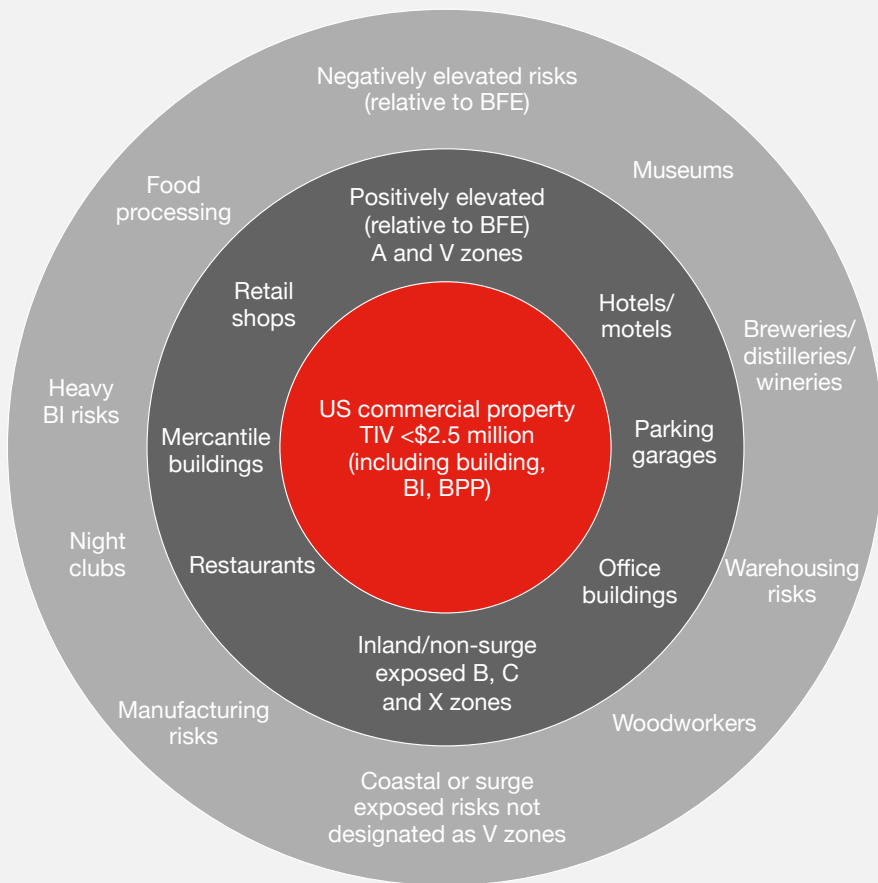 Negatively elevated risks
(relative to BFE)
Museums
Food
processing
Positively elevated
(relative to BFE)
A and V zones
Retail
shops
Hotels/
motels
Breweries/
distilleries/
wineries
Heavy
BI risks
US commercial property
TIV <$2.5 million
(including building,
BI, BPP)
Mercantile
buildings
Parking
garages
Night
clubs
Restaurants
Office
buildings
Warehousing
risks
Inland/non-surge
exposed B, C
and X zones
Manufacturing
risks
Woodworkers
Coastal or surge
exposed risks not
designated as V zones